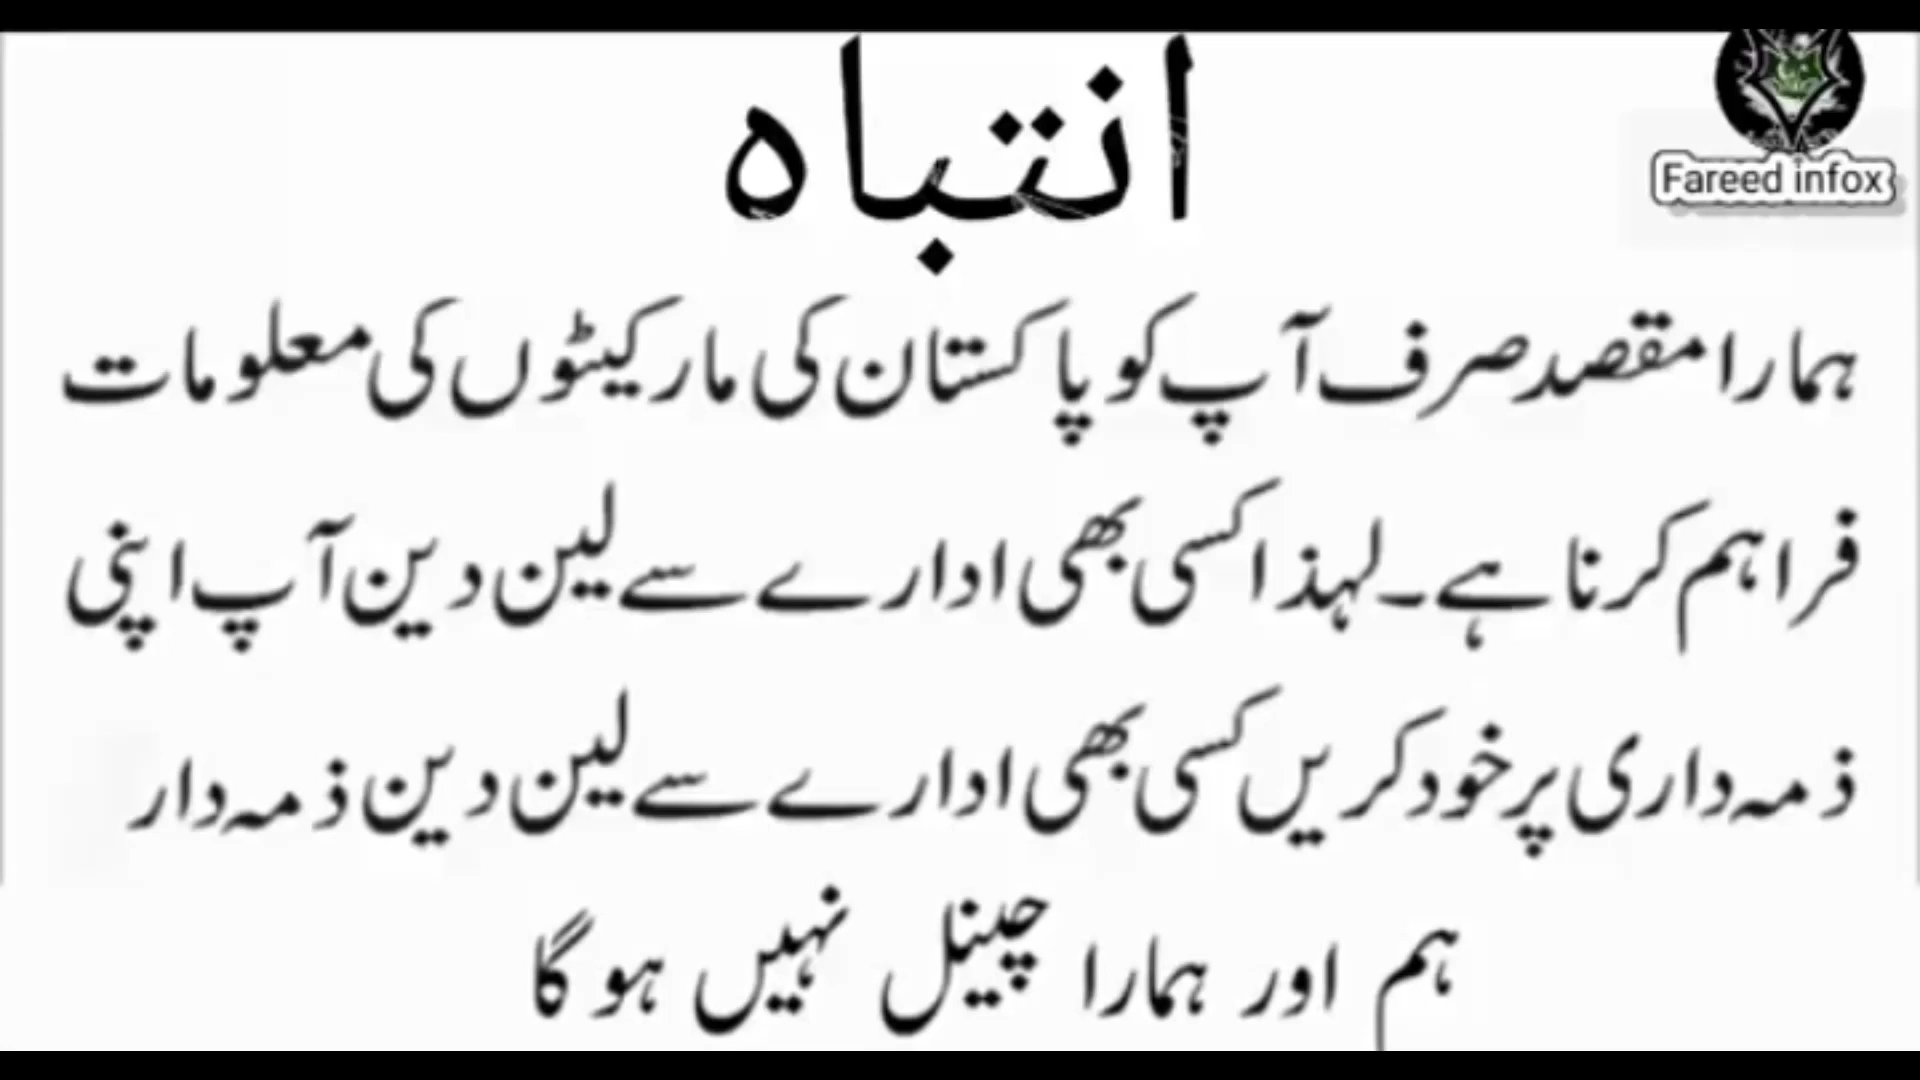 انتباہ
Fareed infox
ہمارا مقصد صرف آپ کو پاکستان کی مارکیٹوں کی معلومات
فراہم کرنا ہے۔ لہذا کسی بھی ادارے سے لین دین آپ اپنی
ذمہ داری پر خود کریں کسی بھی ادارے سے لین دین ذمہ دار
ہم اور ہمارا چینل نہیں ہو گا